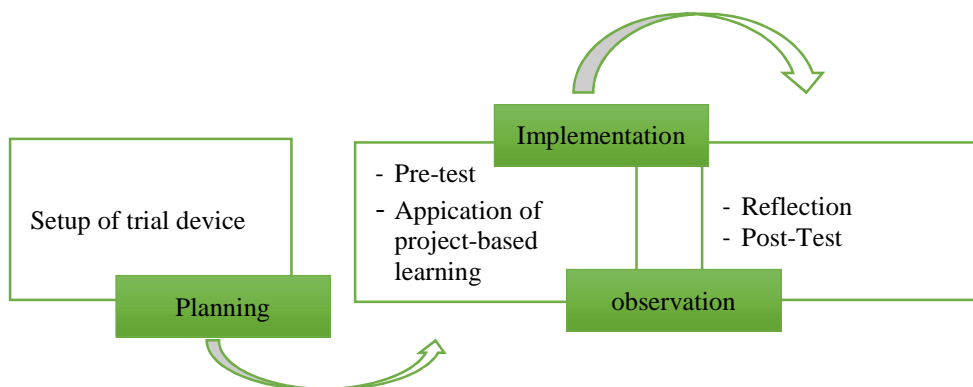 Setup of trial device
Planning
Implementation
- Pre-test
- Appication of
project-based
learning
- Reflection
- Post-Test
observation